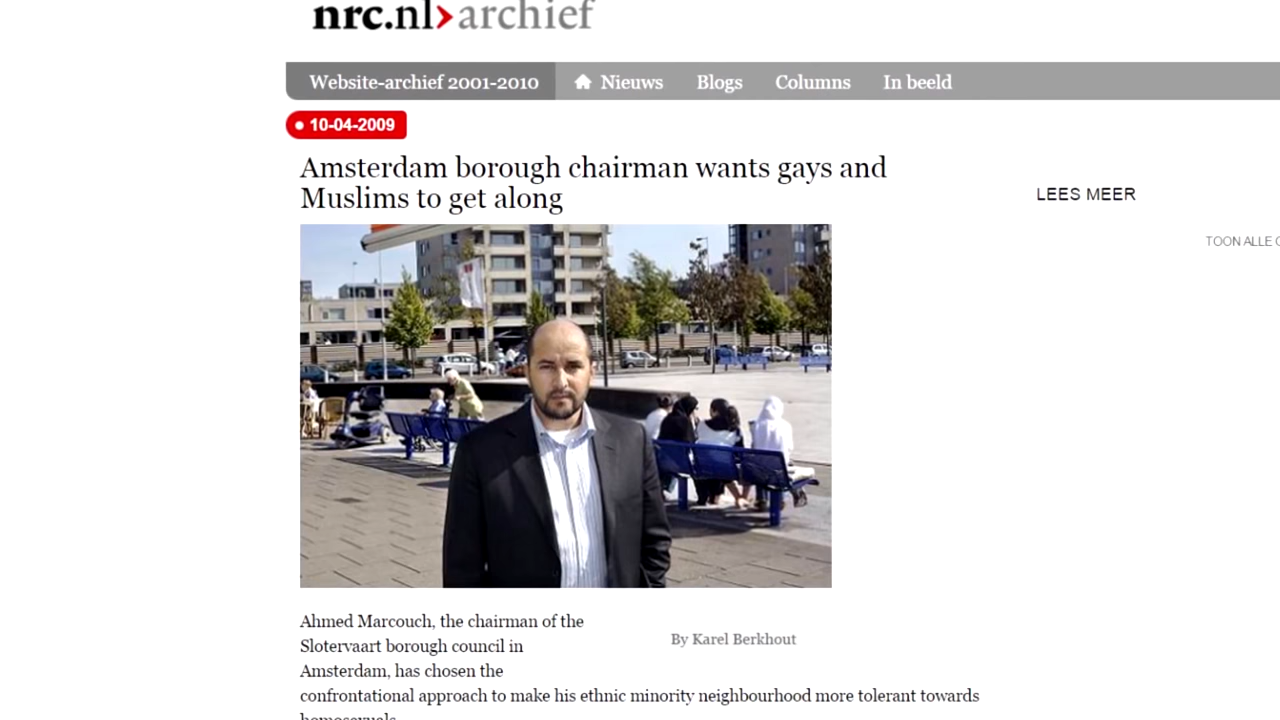 nrc.nl>archief
Website-archief 2001-2010 Nieuws Blogs Columns In beeld
10-04-2009
Amsterdam borough chairman wants gays and
Muslims to get along
LEES MEER
TOON ALLE
Ahmed Marcouch, the chairman of the
Slotervaart borough council in
Amsterdam, has chosen the
By Karel Berkhout
confrontational approach to make his ethnic minority neighbourhood more tolerant towards
homosexuals.